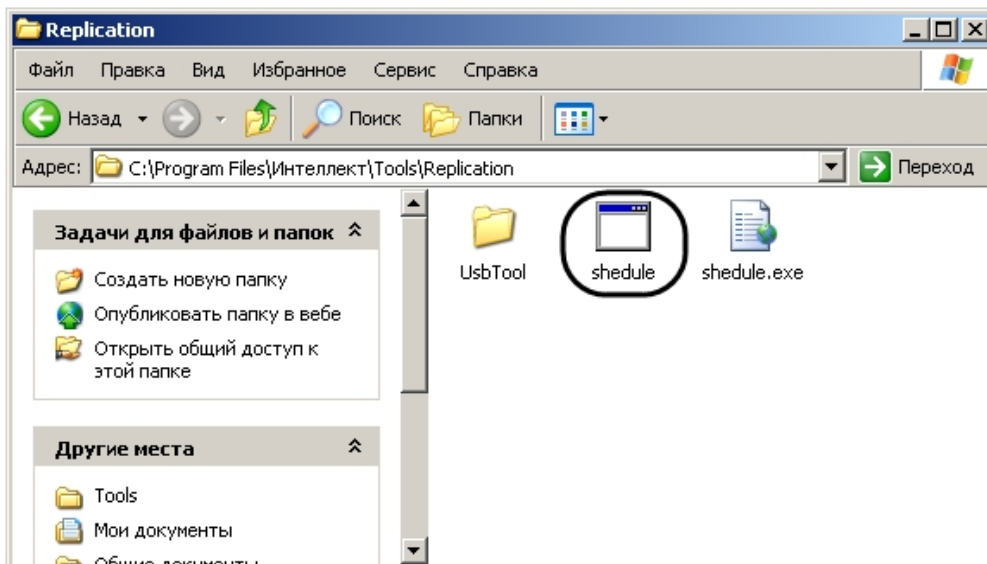 Replication
Файл Правка Вид Избранное Сервис Справка
Назад Поиск Папки
Адрес: C:\Program Files\Интеллект\Tools\Replication Переход
Задачи для файлов и папок
Создать новую папку
Опубликовать папку в вебе
Открыть общий доступ к
этой папке
Другие места
Tools
Мои документы
Общие документы
UsbTool shedule shedule.exe